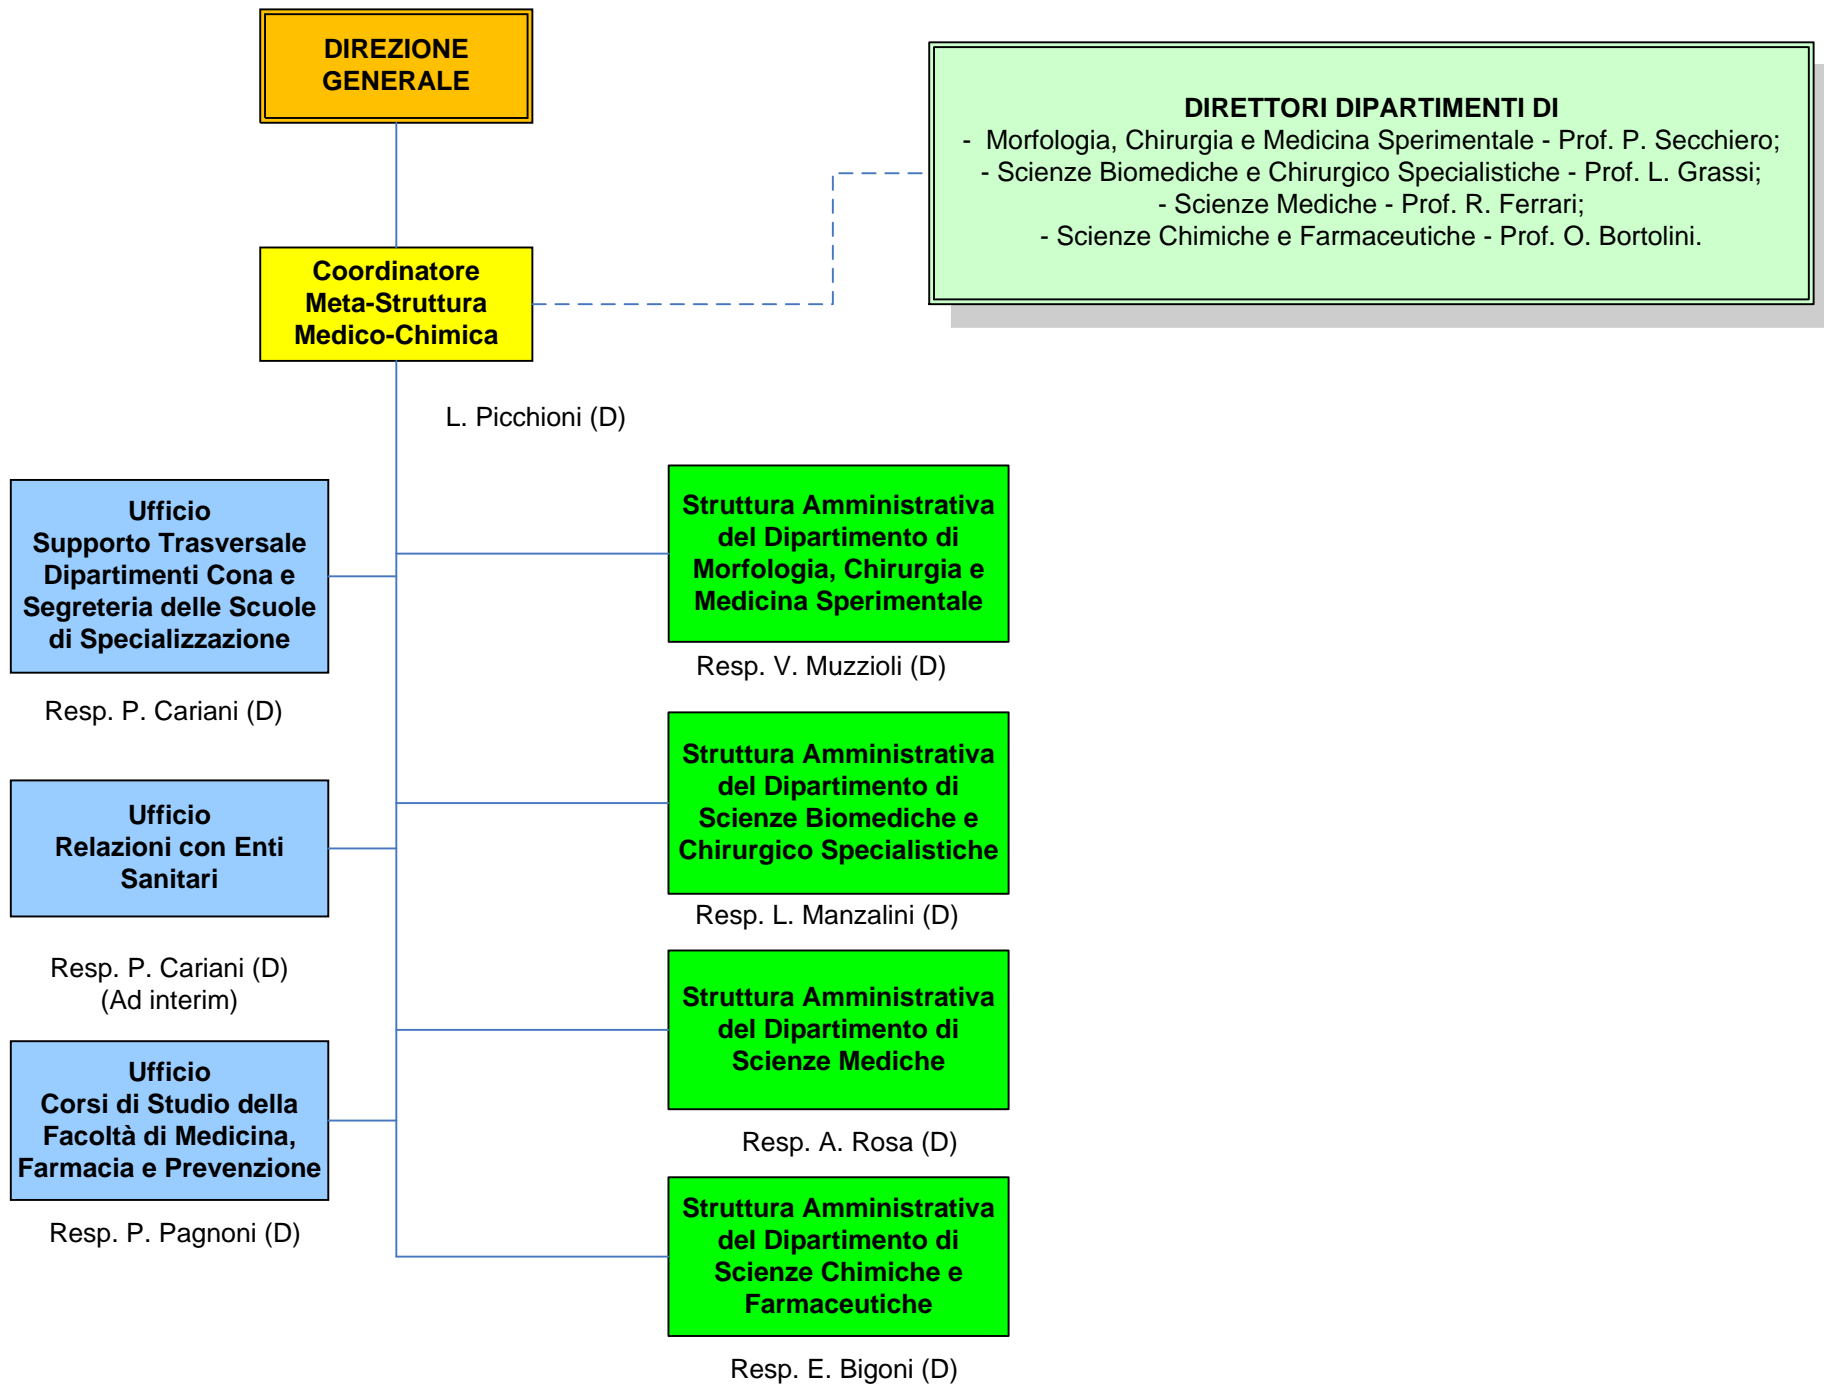 DIREZIONE
GENERALE
DIRETTORI DIPARTIMENTI DI
- Morfologia, Chirurgia e Medicina Sperimentale - Prof. P. Secchiero;
- Scienze Biomediche e Chirurgico Specialistiche - Prof. L. Grassi;
- Scienze Mediche - Prof. R. Ferrari;
- Scienze Chimiche e Farmaceutiche - Prof. O. Bortolini.
Coordinatore
Meta-Struttura
Medico-Chimica
L. Picchioni (D)
Ufficio
Supporto Trasversale
Dipartimenti Cona e
Segreteria delle Scuole
di Specializzazione
Resp. P. Cariani (D)
Ufficio
Relazioni con Enti
Sanitari
Resp. P. Cariani (D)
(Ad interim)
Ufficio
Corsi di Studio della
Facoltà di Medicina,
Farmacia e Prevenzione
Resp. P. Pagnoni (D)
Struttura Amministrativa
del Dipartimento di
Morfologia, Chirurgia e
Medicina Sperimentale
Resp. V. Muzzioli (D)
Struttura Amministrativa
del Dipartimento di
Scienze Biomediche e
Chirurgico Specialistiche
Resp. L. Manzalini (D)
Struttura Amministrativa
del Dipartimento di
Scienze Mediche
Resp. A. Rosa (D)
Struttura Amministrativa
del Dipartimento di
Scienze Chimiche e
Farmaceutiche
Resp. E. Bigoni (D)